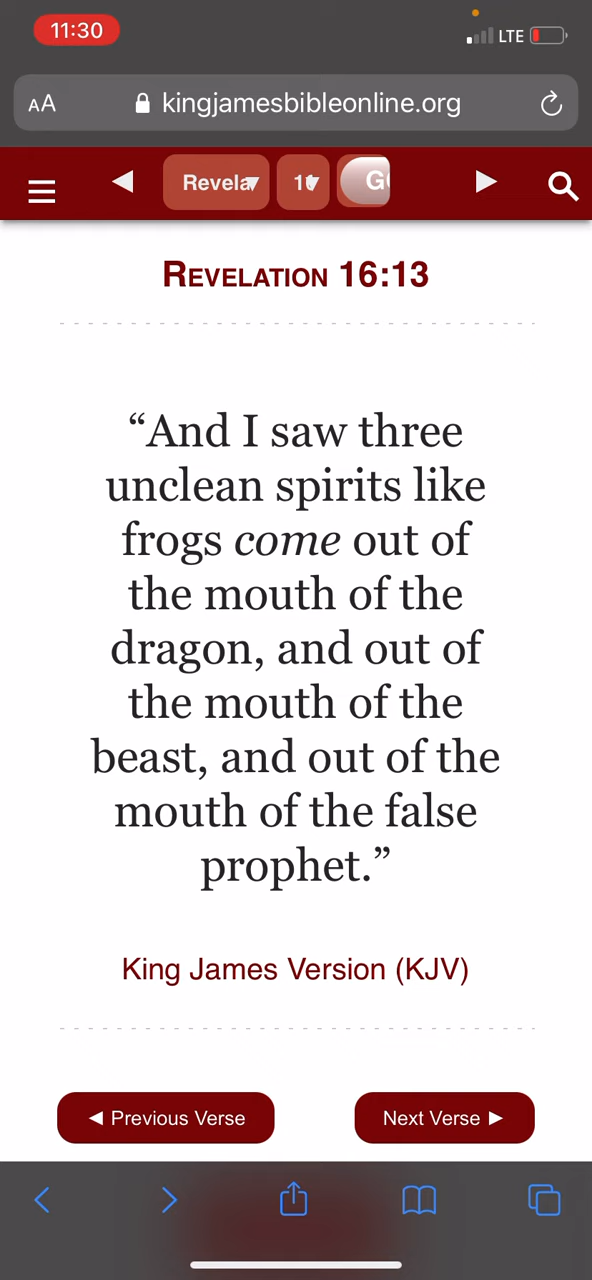 11:30 LTE
AA kingjamesbibleonline.org
Revela
REVELATION 16:13
“And I saw three
unclean spirits like
frogs come out of
the mouth of the
dragon, and out of
the mouth of the
beast, and out of the
mouth of the false
prophet.”
King James Version (KJV)
◄ Previous Verse Next Verse ►